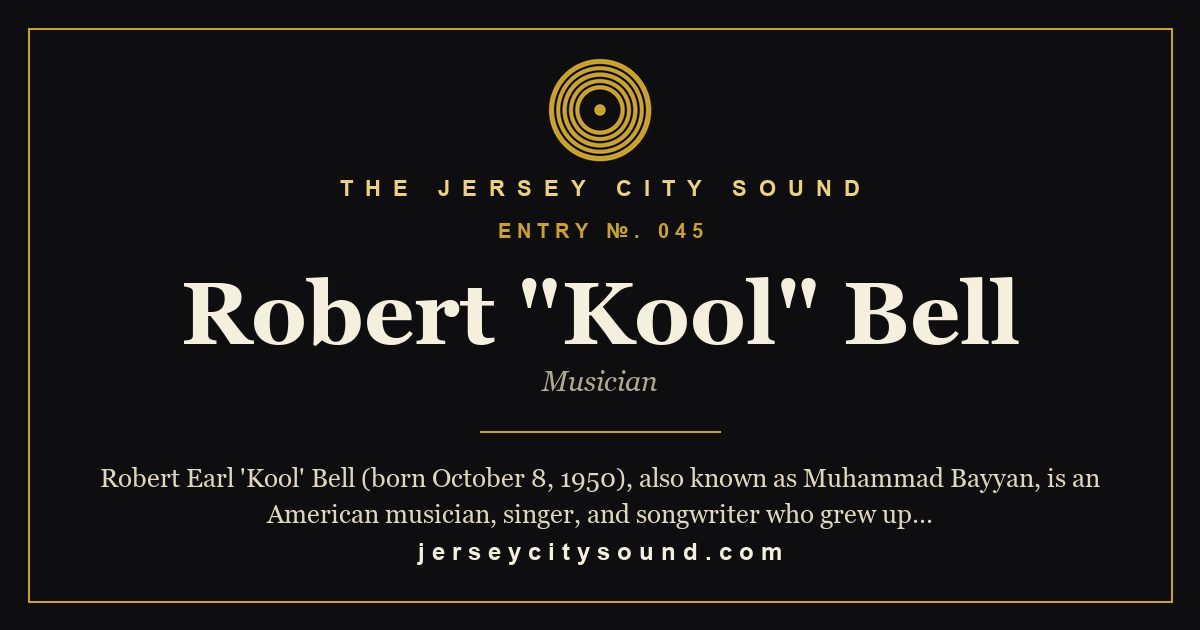 THE JERSEY CITY SOUND
ENTRY №. 045
Robert "Kool" Bell
Musician
Robert Earl 'Kool' Bell (born October 8, 1950), also known as Muhammad Bayyan, is an
American musician, singer, and songwriter who grew up...
jerseycitysound.com